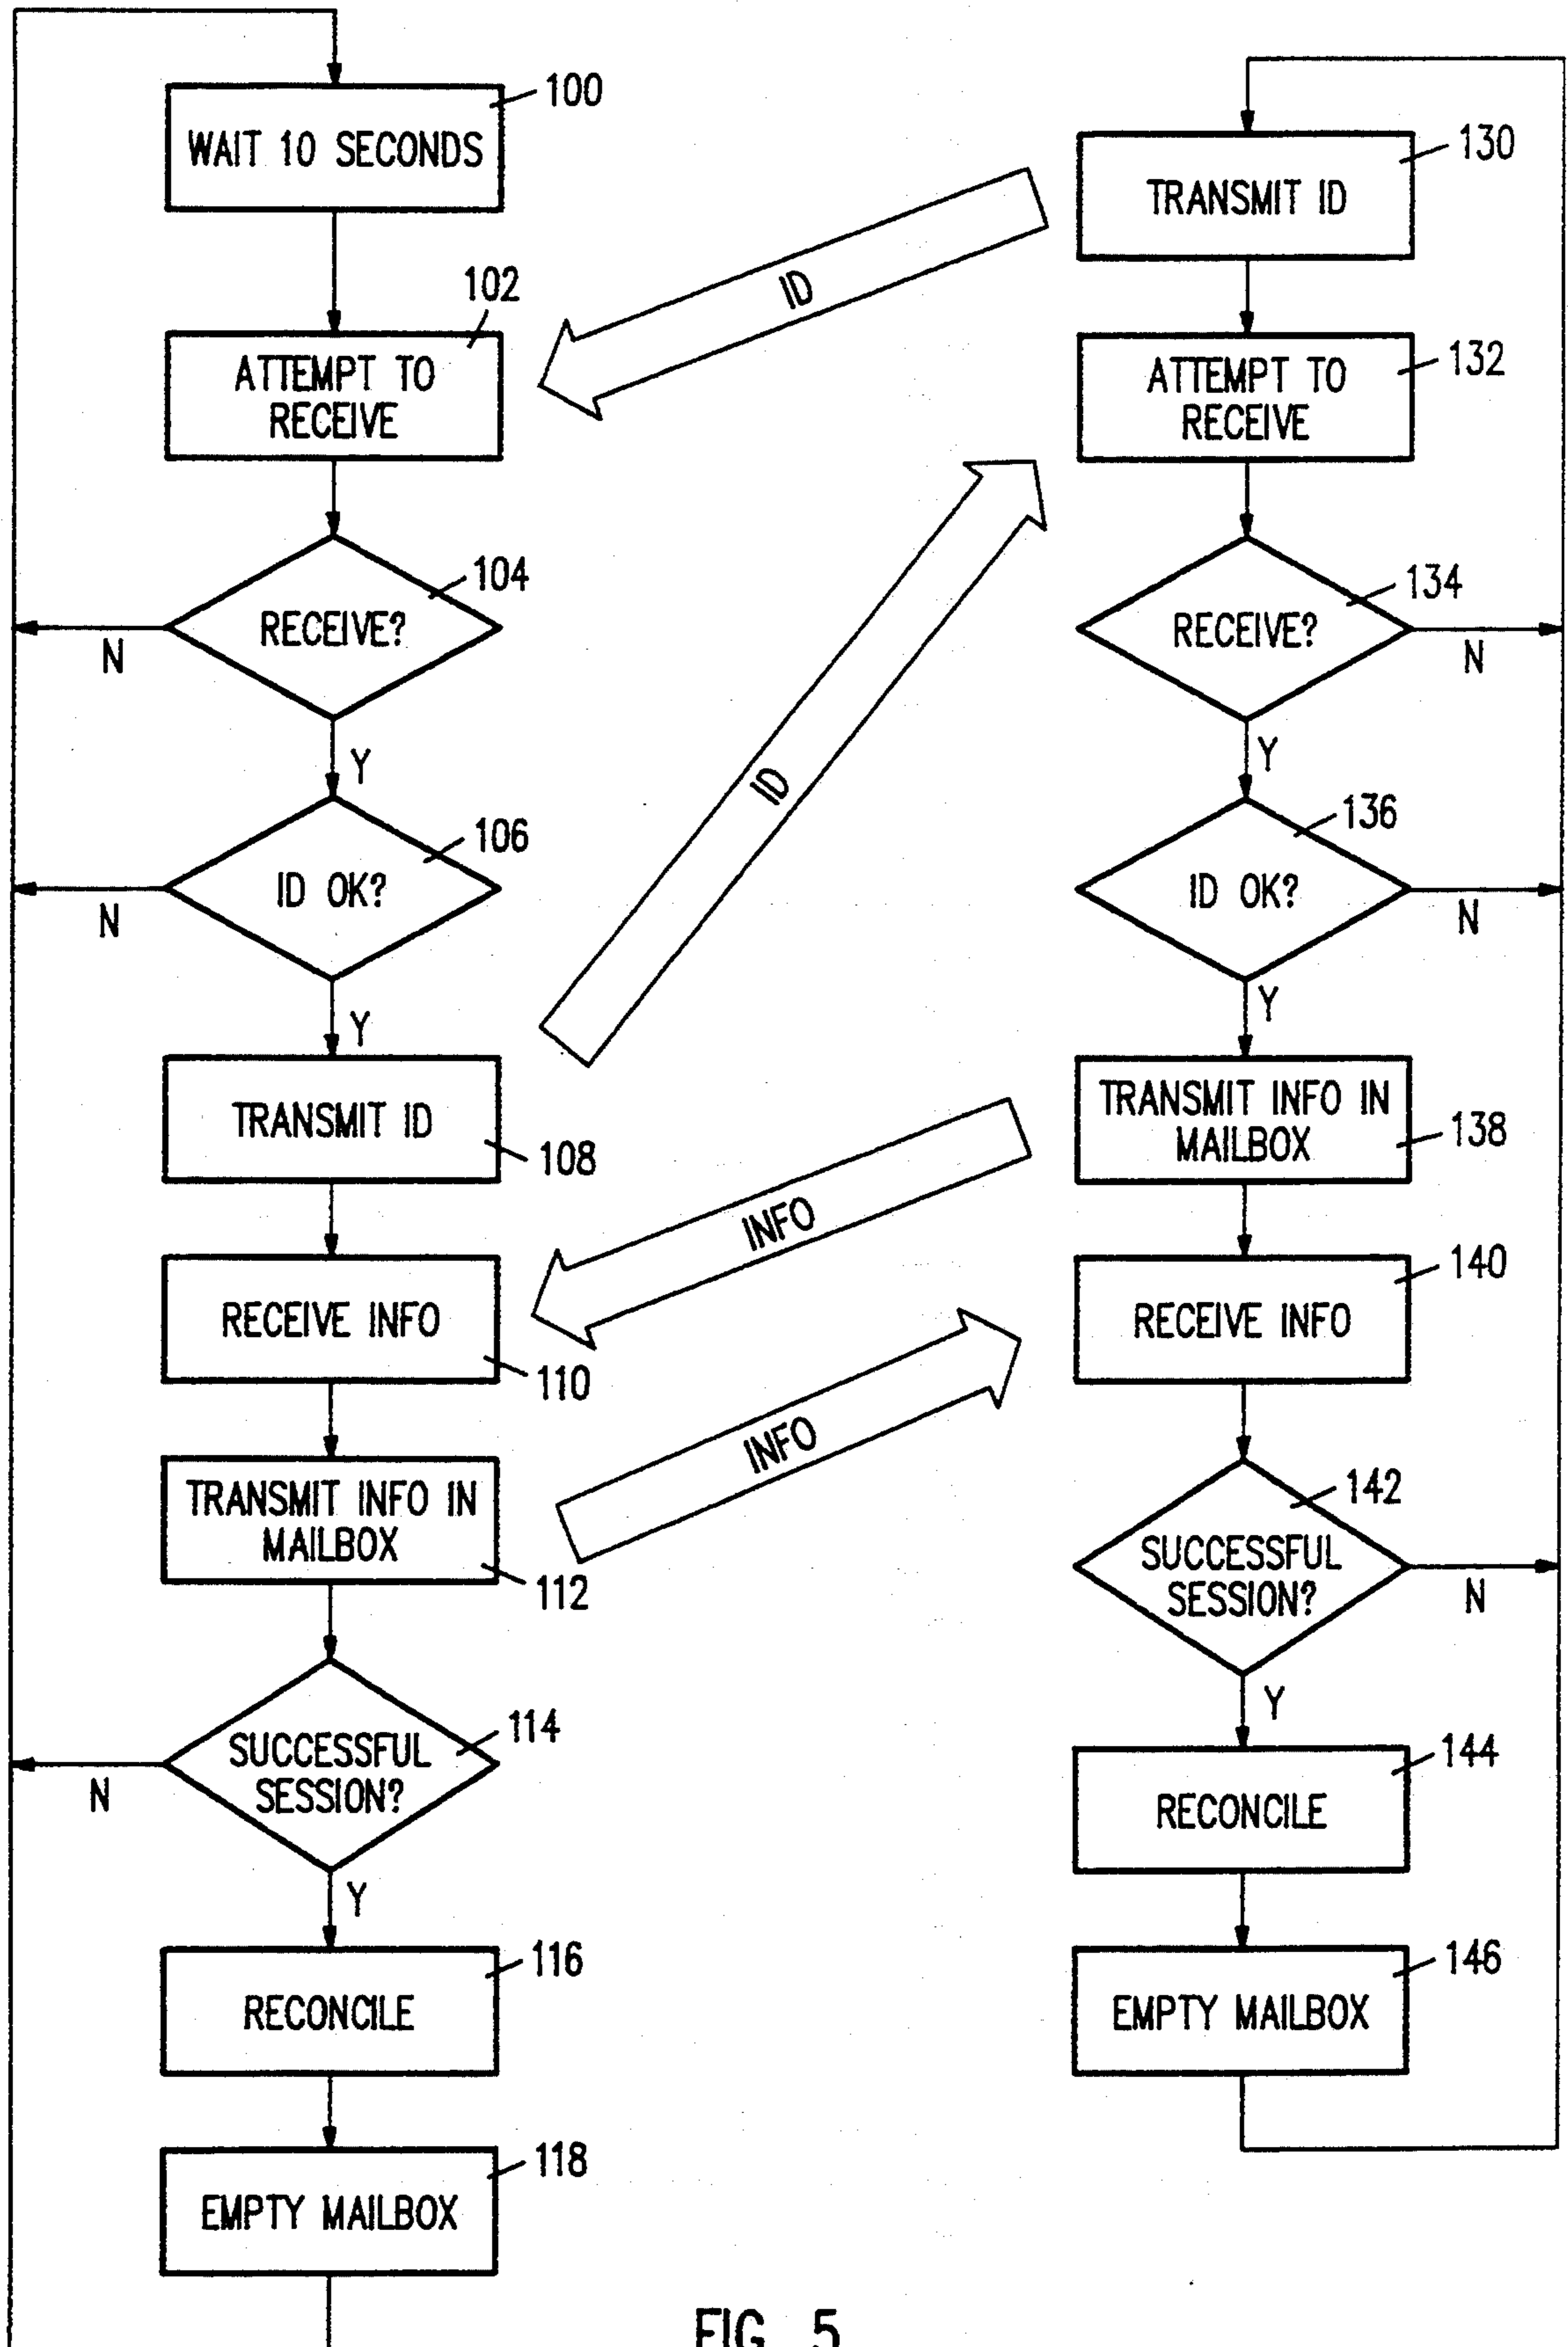 100
WAIT 10 SECONDS
102
ATTEMPT TO
RECEIVE
104
RECEIVE?
N
Y
106
ID OK?
N
Y
TRANSMIT ID
108
RECEIVE INFO
110
TRANSMIT INFO IN
MAILBOX
112
114
SUCCESSFUL
SESSION?
N
Y
116
RECONCILE
118
EMPTY MAILBOX
ID
ID
INFO
INFO
130
TRANSMIT ID
132
ATTEMPT TO
RECEIVE
134
RECEIVE?
N
Y
136
ID OK?
N
Y
TRANSMIT INFO IN
MAILBOX
138
140
RECEIVE INFO
142
SUCCESSFUL
SESSION?
N
Y
144
RECONCILE
146
EMPTY MAILBOX
FIG. 5